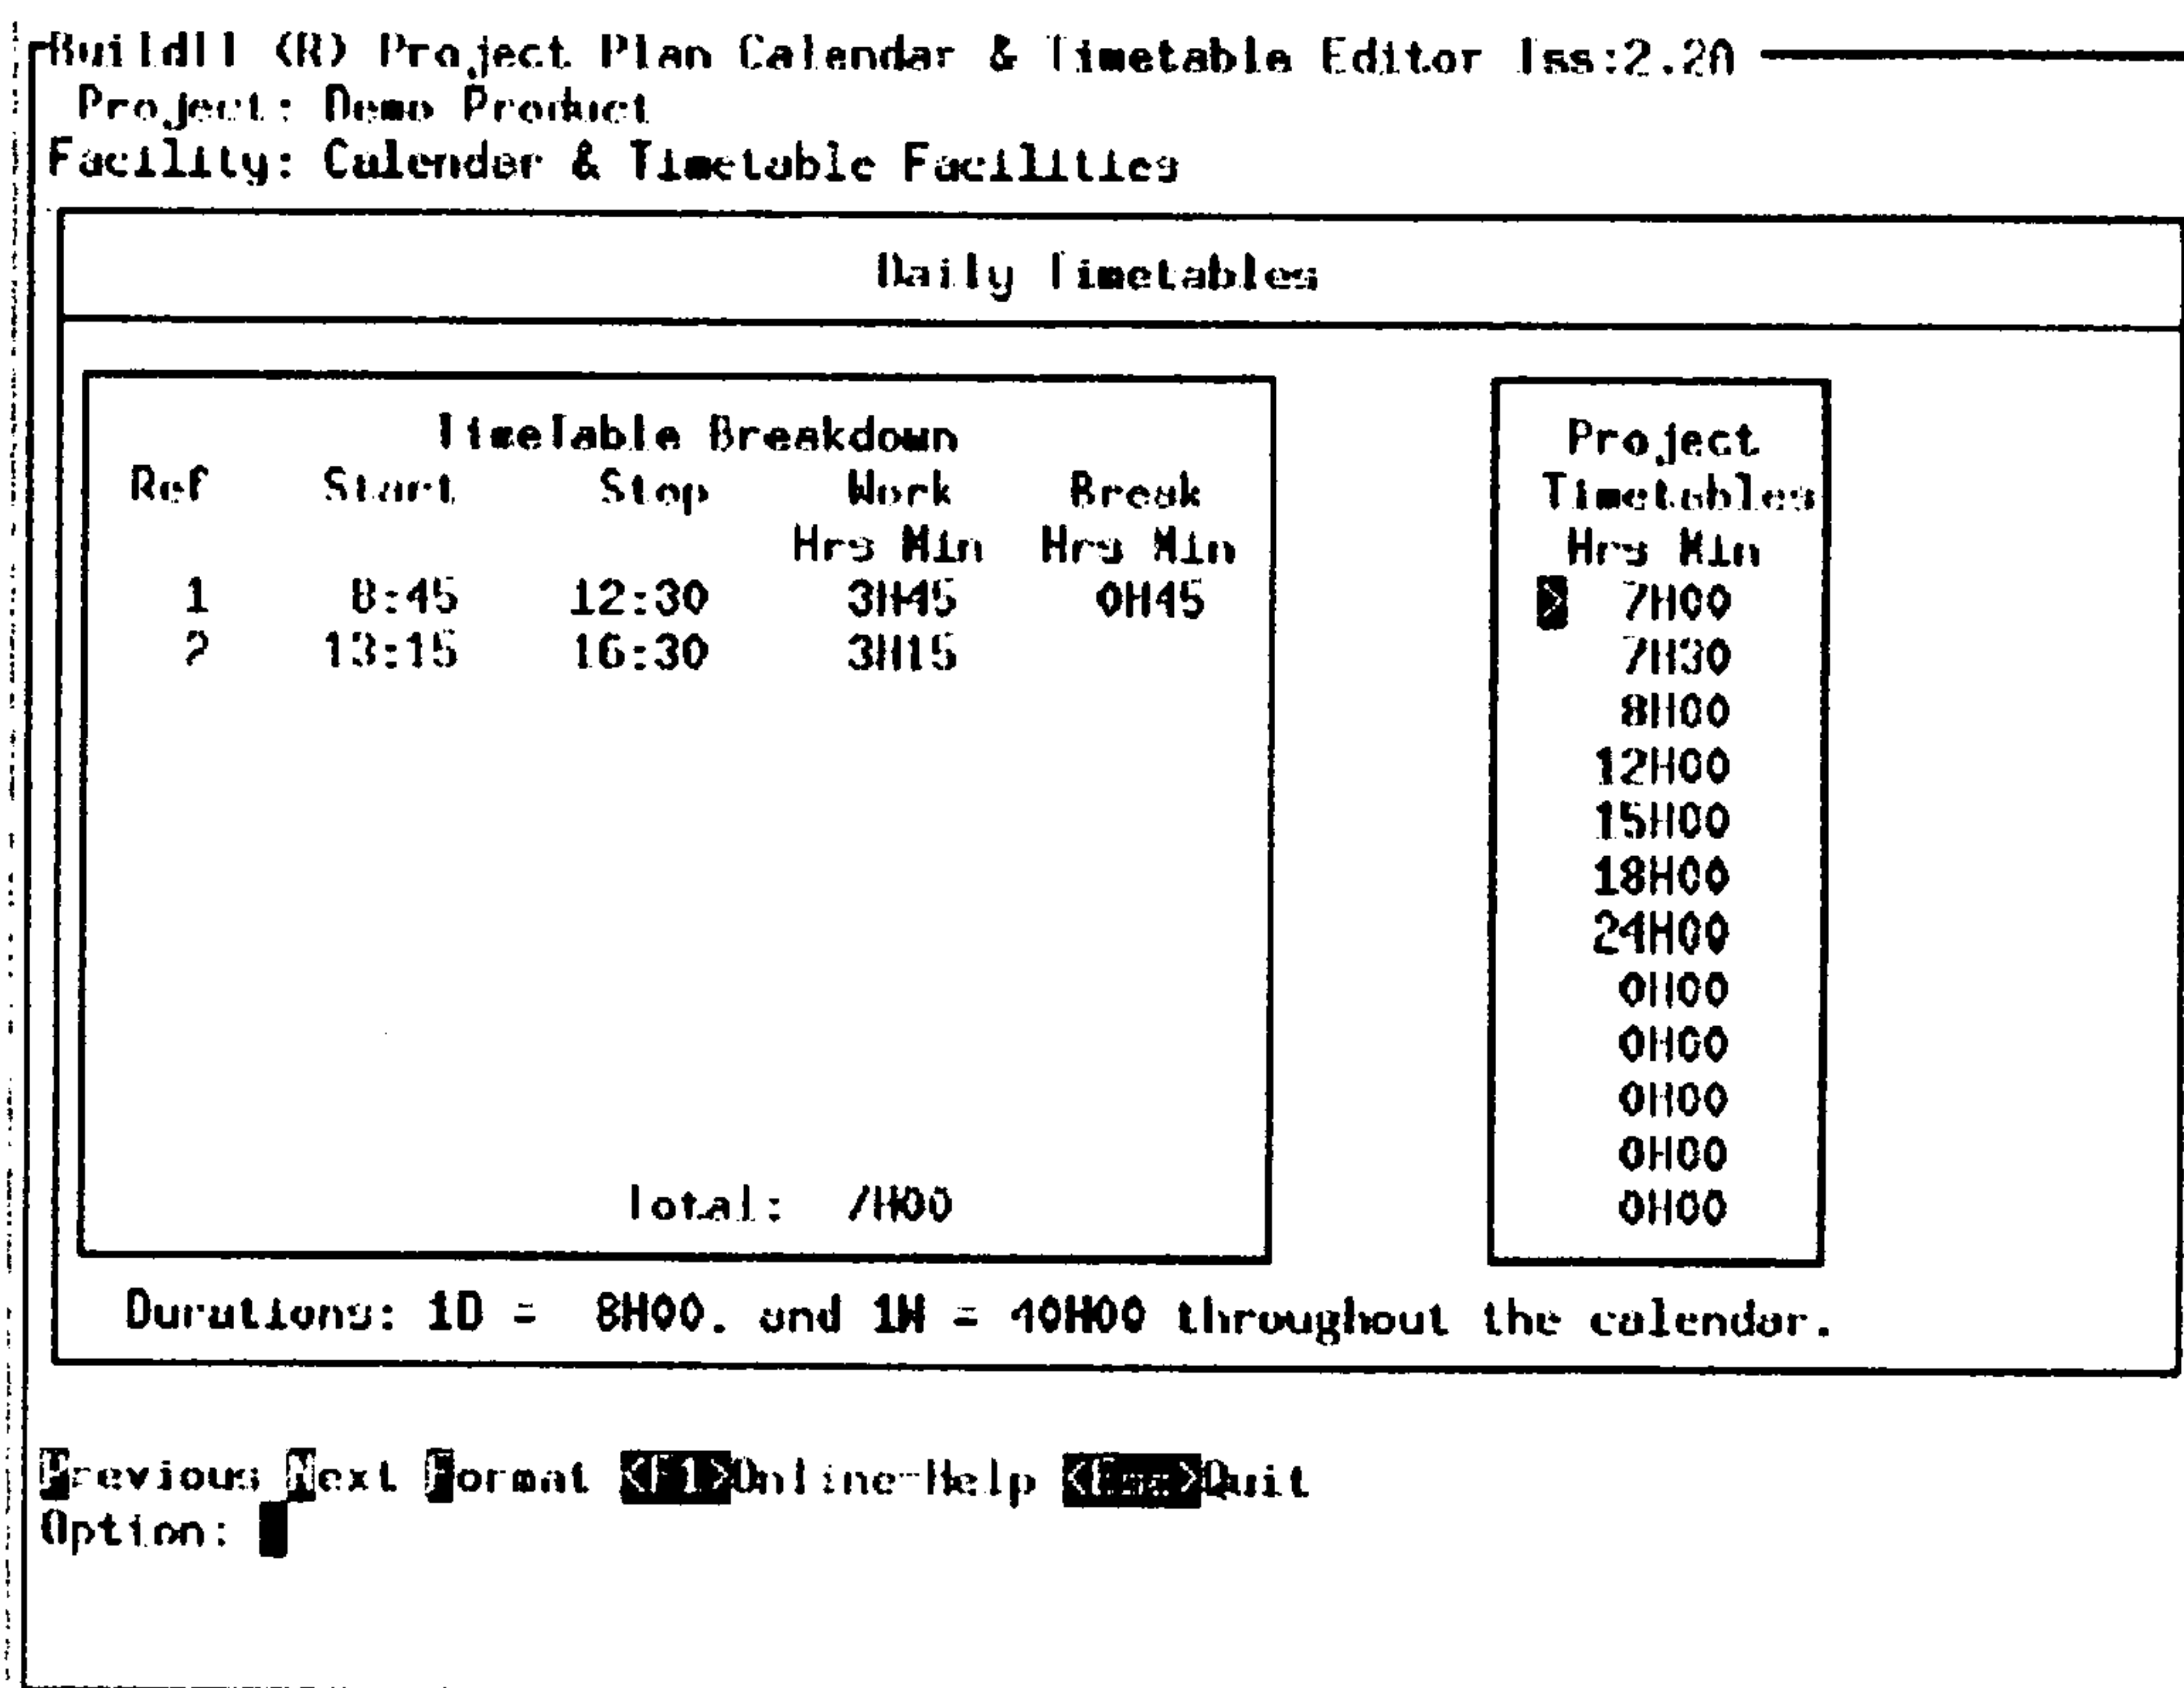 (R) Project Plan Calendar & Timetable Editor Iss:2.2A
Project: Demo Product
Facility: Calender & Timetable Facilities
Daily Timetables
TimeTable Breakdown
Ref Start Stop Work Break
Hrs Min Hrs Min
1 8:45 12:30 3H45 0H45
2 13:15 16:30 3H15
Total: 7H00
Project
Timetables
Hrs Min
> 7H00
7H30
8H00
12H00
15H00
18H00
24H00
0H00
0H00
0H00
0H00
0H00
Durations: 1D = 8H00. and 1W = 40H00 throughout the calendar.
Previous Next Format <F1>Online-Help <Esc>Quit
Option: